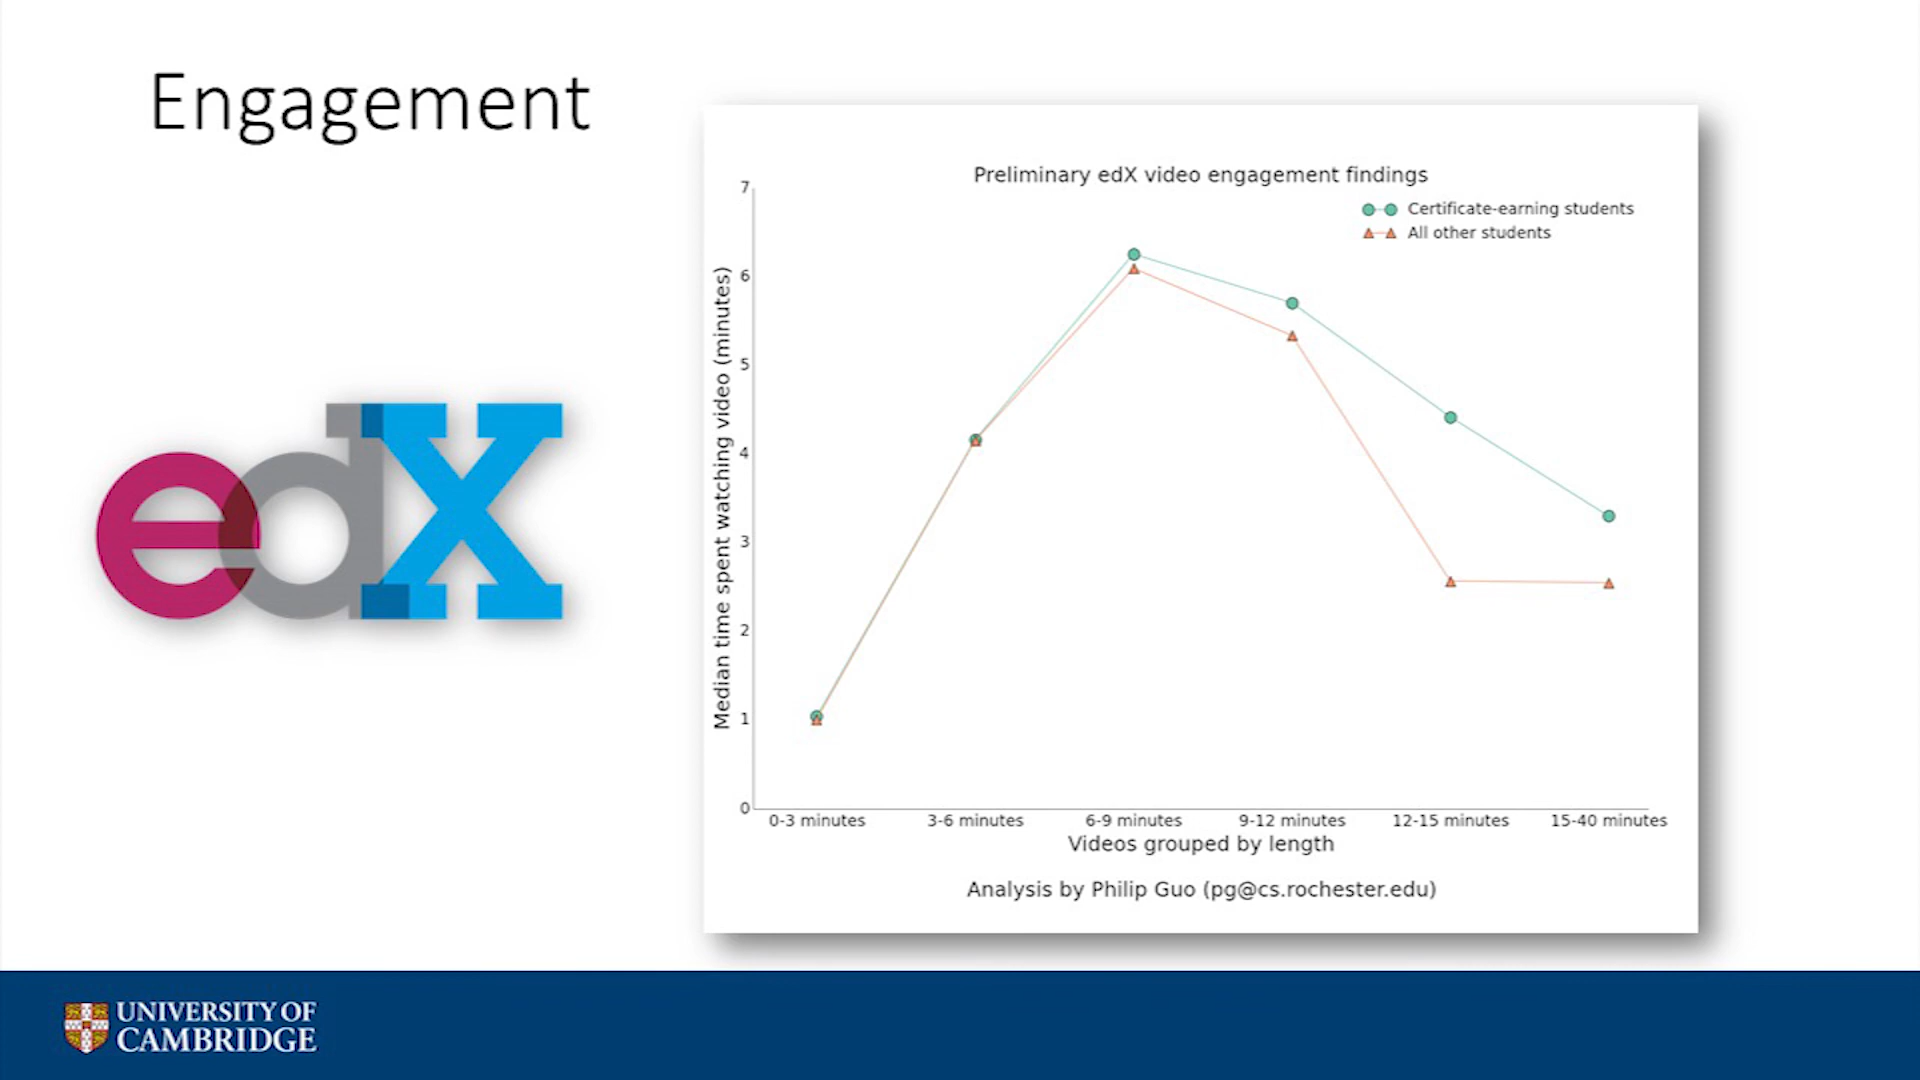 Engagement
edX
Preliminary edX video engagement findings
Certificate-earning students
All other students
Median time spent watching video (minutes)
7
6
5
4
3
2
1
0
0-3 minutes 3-6 minutes 6-9 minutes 9-12 minutes 12-15 minutes 15-40 minutes
Videos grouped by length
Analysis by Philip Guo (pg@cs.rochester.edu)
UNIVERSITY OF
CAMBRIDGE